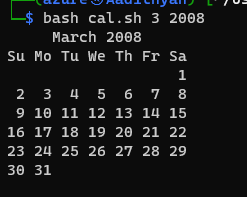 └─$ bash cal.sh 3 2008
     March 2008
Su Mo Tu We Th Fr Sa
                   1
 2  3  4  5  6  7  8
 9 10 11 12 13 14 15
16 17 18 19 20 21 22
23 24 25 26 27 28 29
30 31